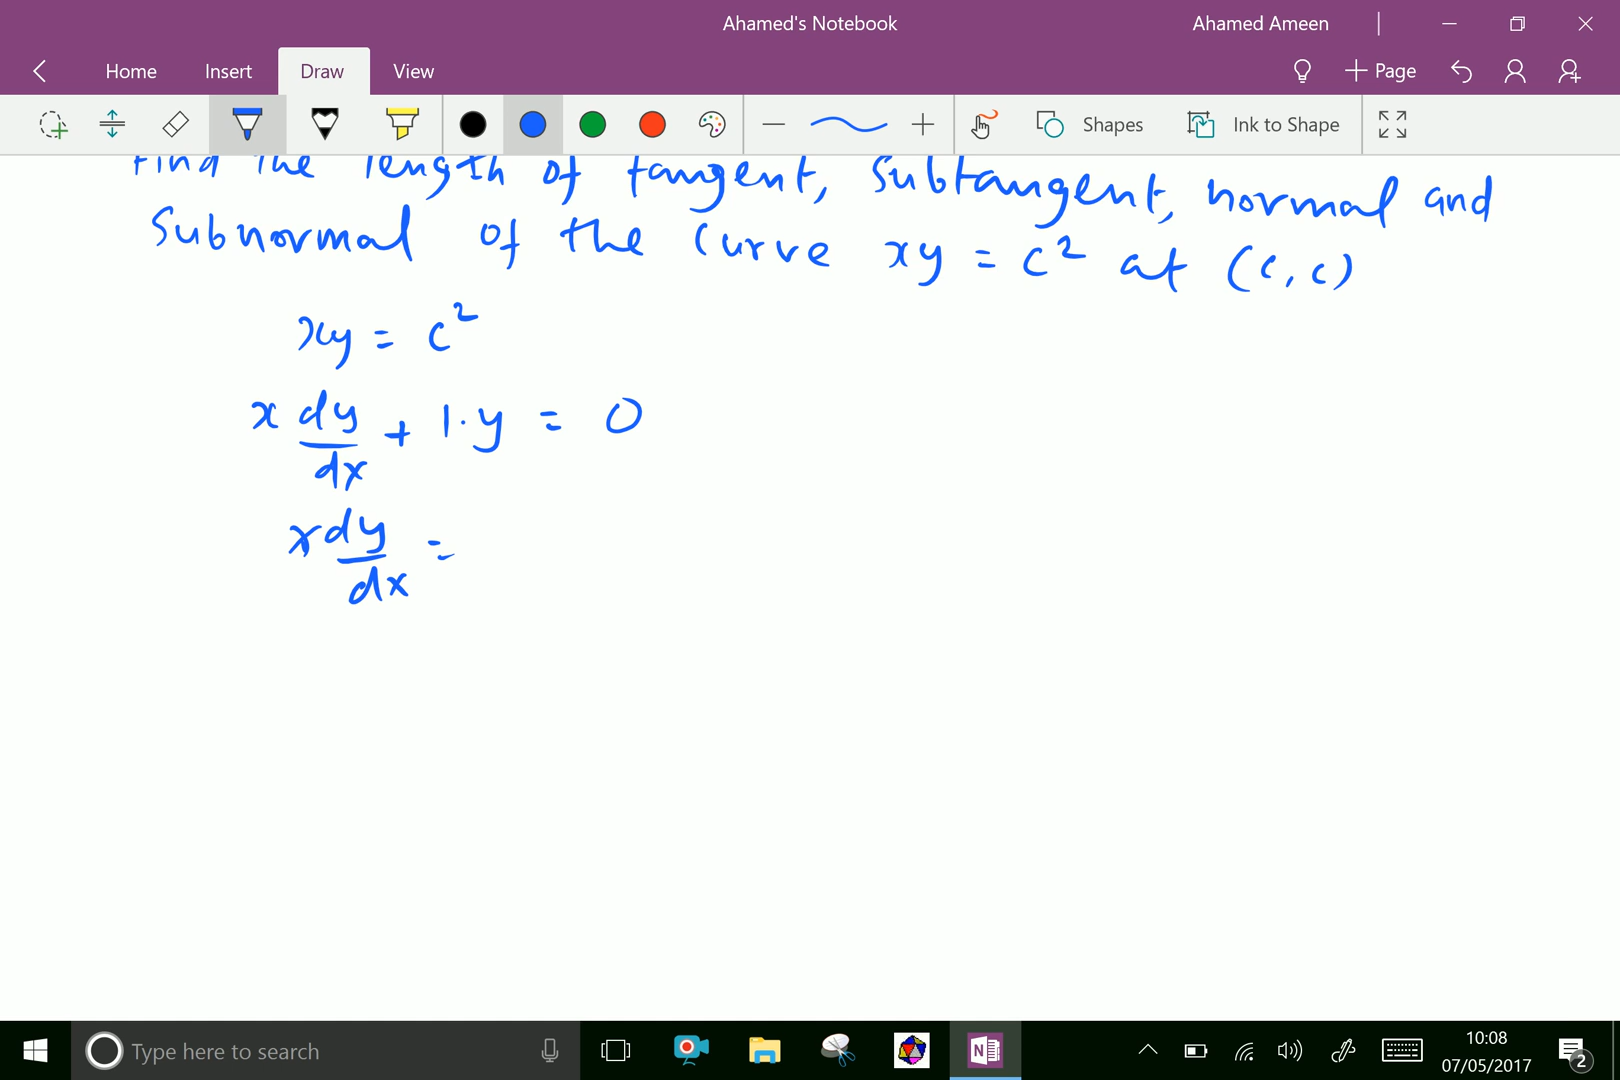 Ahamed's Notebook Ahamed Ameen
Home Insert Draw View Page
Shapes Ink to Shape
Find the length of tangent, subtangent, normal and
Subnormal of the curve xy = c² at (c, c)
xy = c²
x dy/dx + 1·y = 0
x dy/dx =
Type here to search
10:08
07/05/2017
2